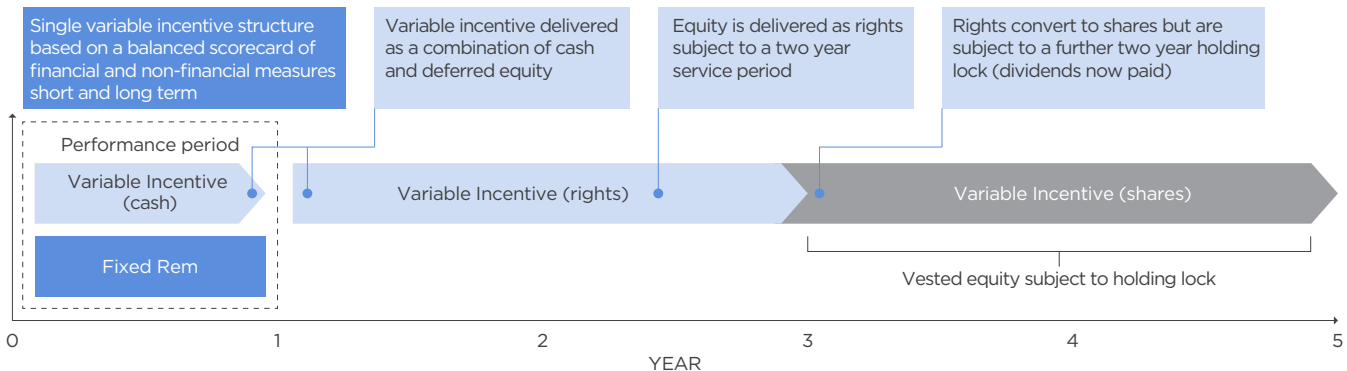 Single variable incentive structure
based on a balanced scorecard of
financial and non-financial measures
short and long term
Variable incentive delivered
as a combination of cash
and deferred equity
Equity is delivered as rights
subject to a two year
service period
Rights convert to shares but are
subject to a further two year holding
lock (dividends now paid)
Performance period
Variable Incentive
(cash)
Variable Incentive (rights)
Variable Incentive (shares)
Fixed Rem
Vested equity subject to holding lock
0 1 2 3 4 5
YEAR